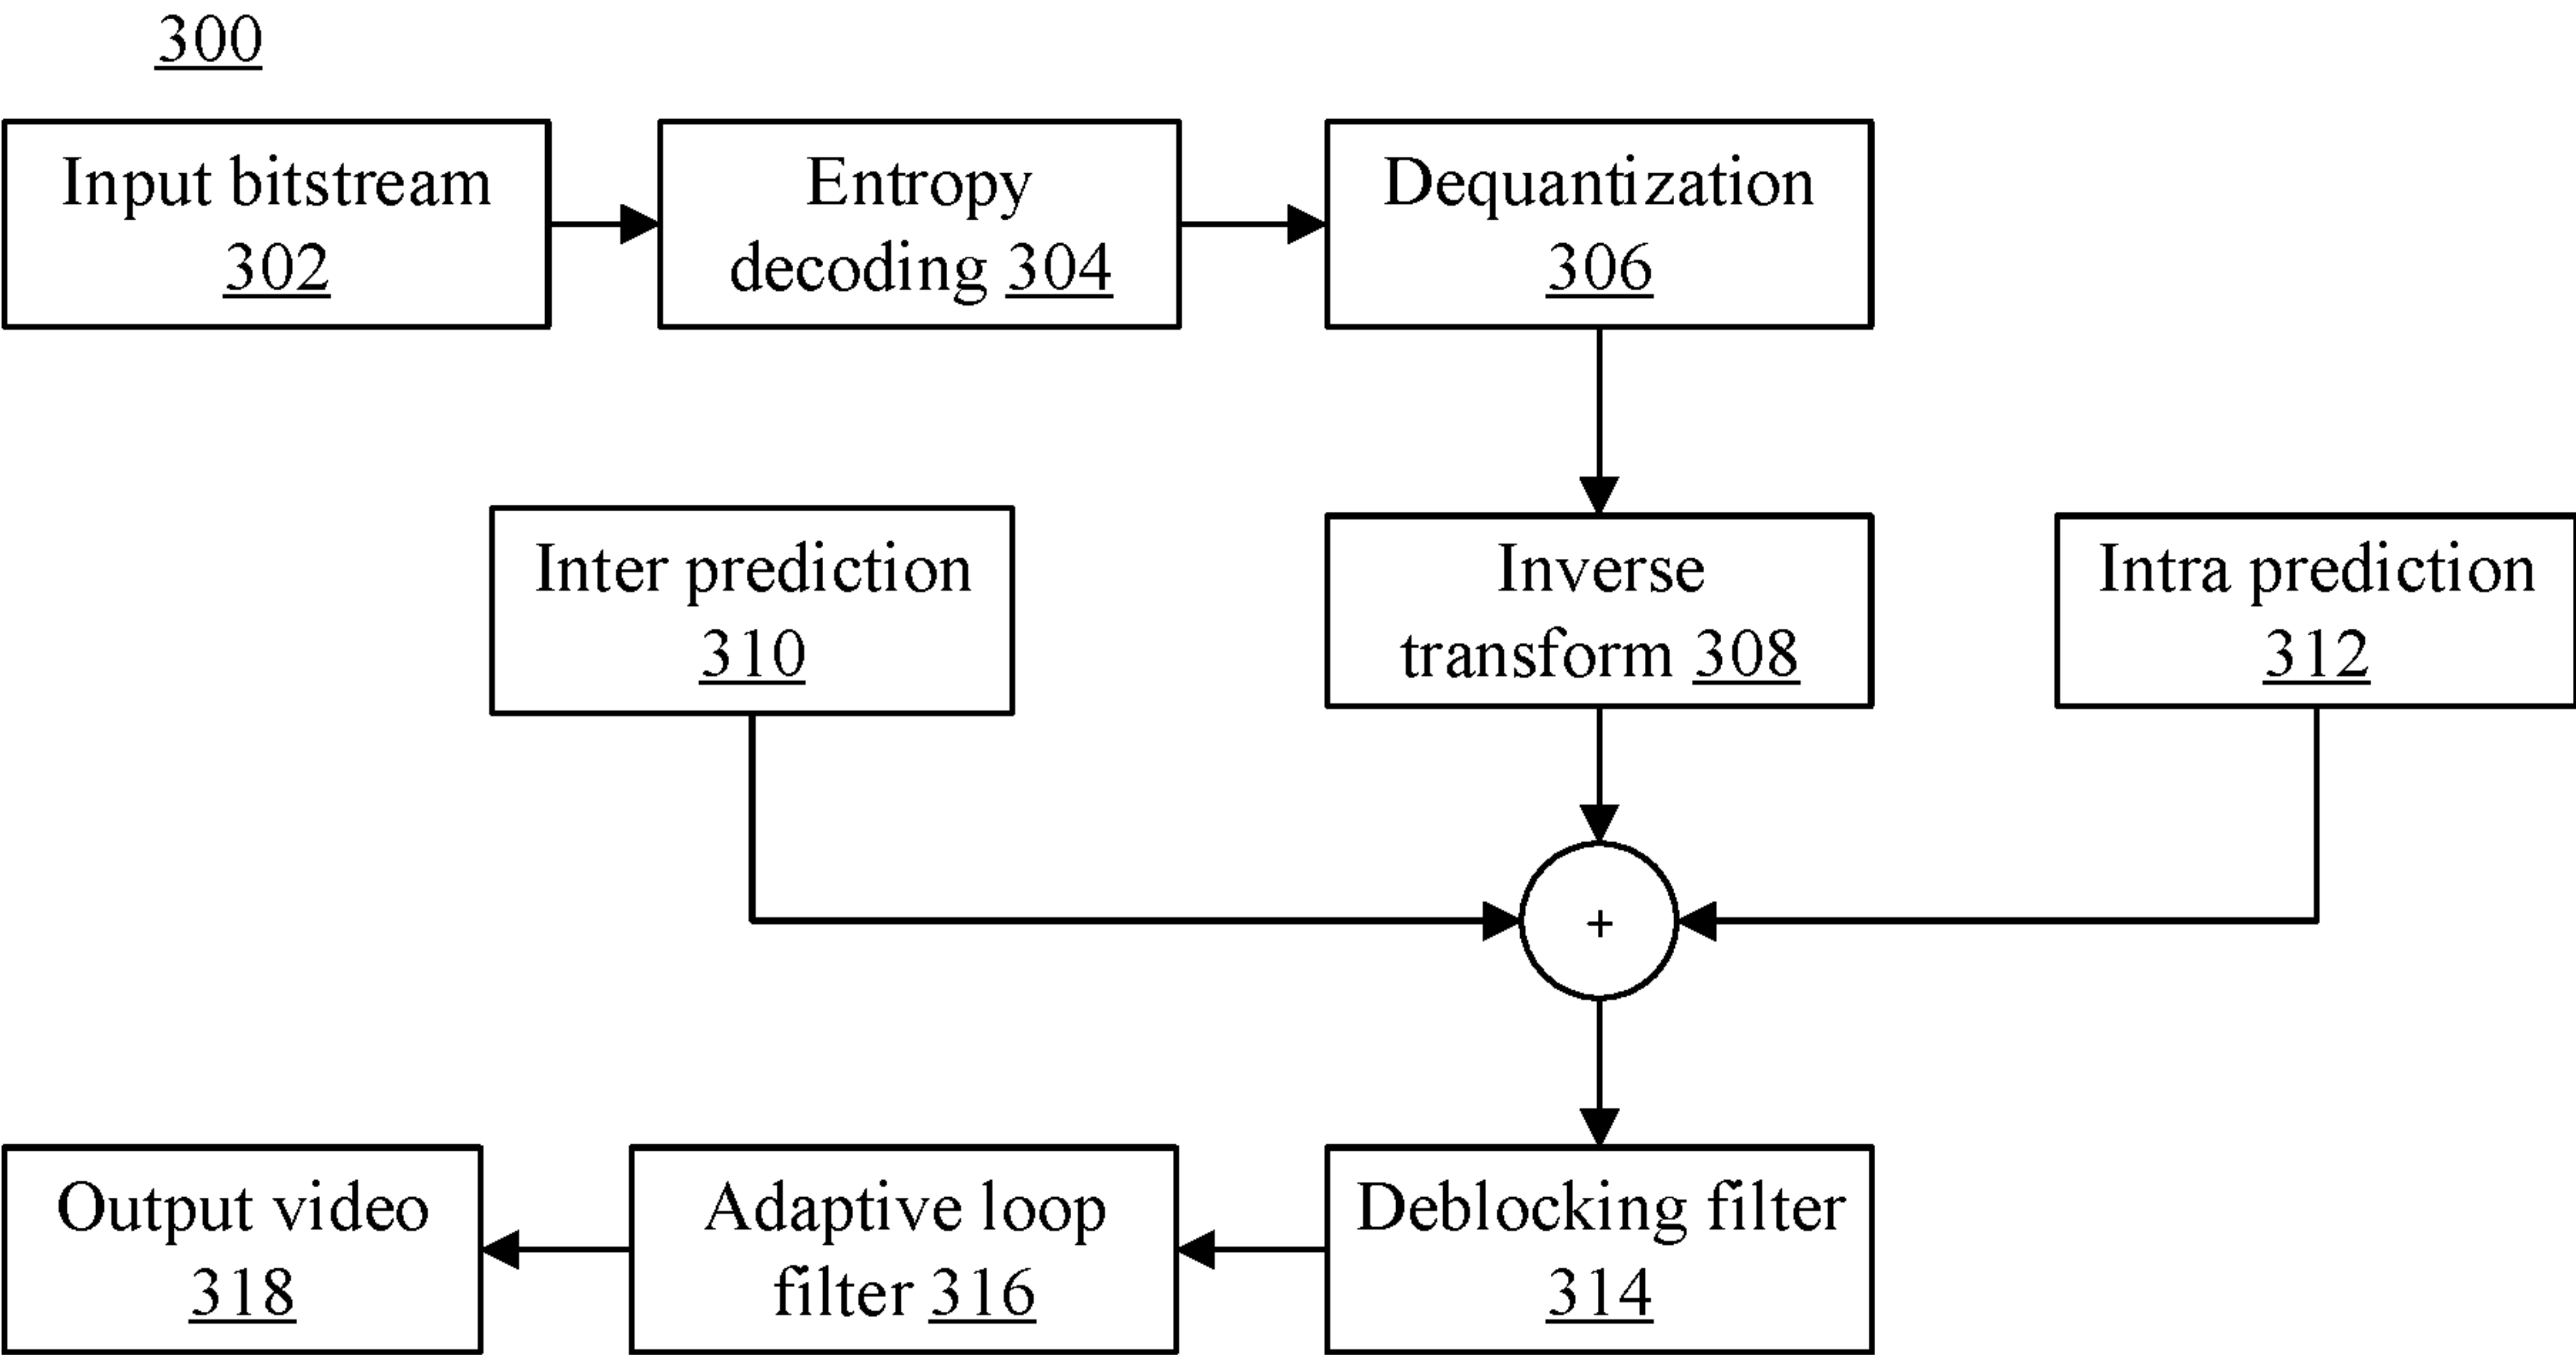 300
Input bitstream
302
Entropy
decoding 304
Dequantization
306
Inter prediction
310
Inverse
transform 308
Intra prediction
312
+
Output video
318
Adaptive loop
filter 316
Deblocking filter
314